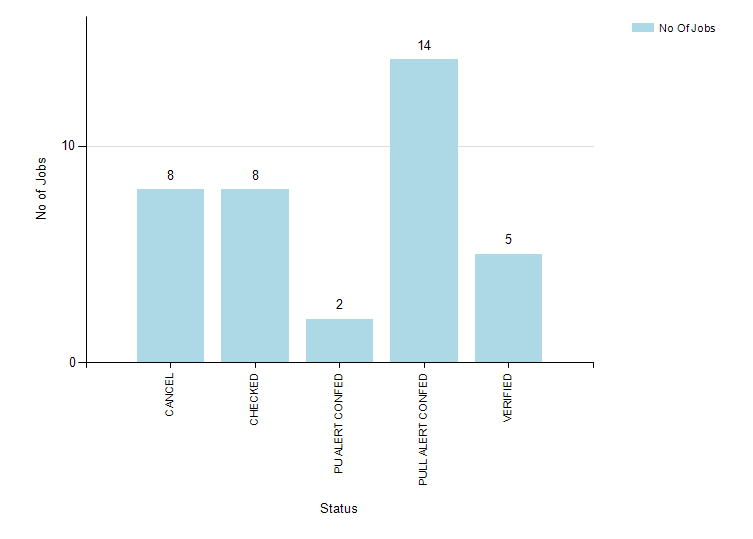 No Of Jobs
14
10
8
8
5
2
0
No of Jobs
CANCEL
CHECKED
PU ALERT CONFED
PULL ALERT CONFED
VERIFIED
Status